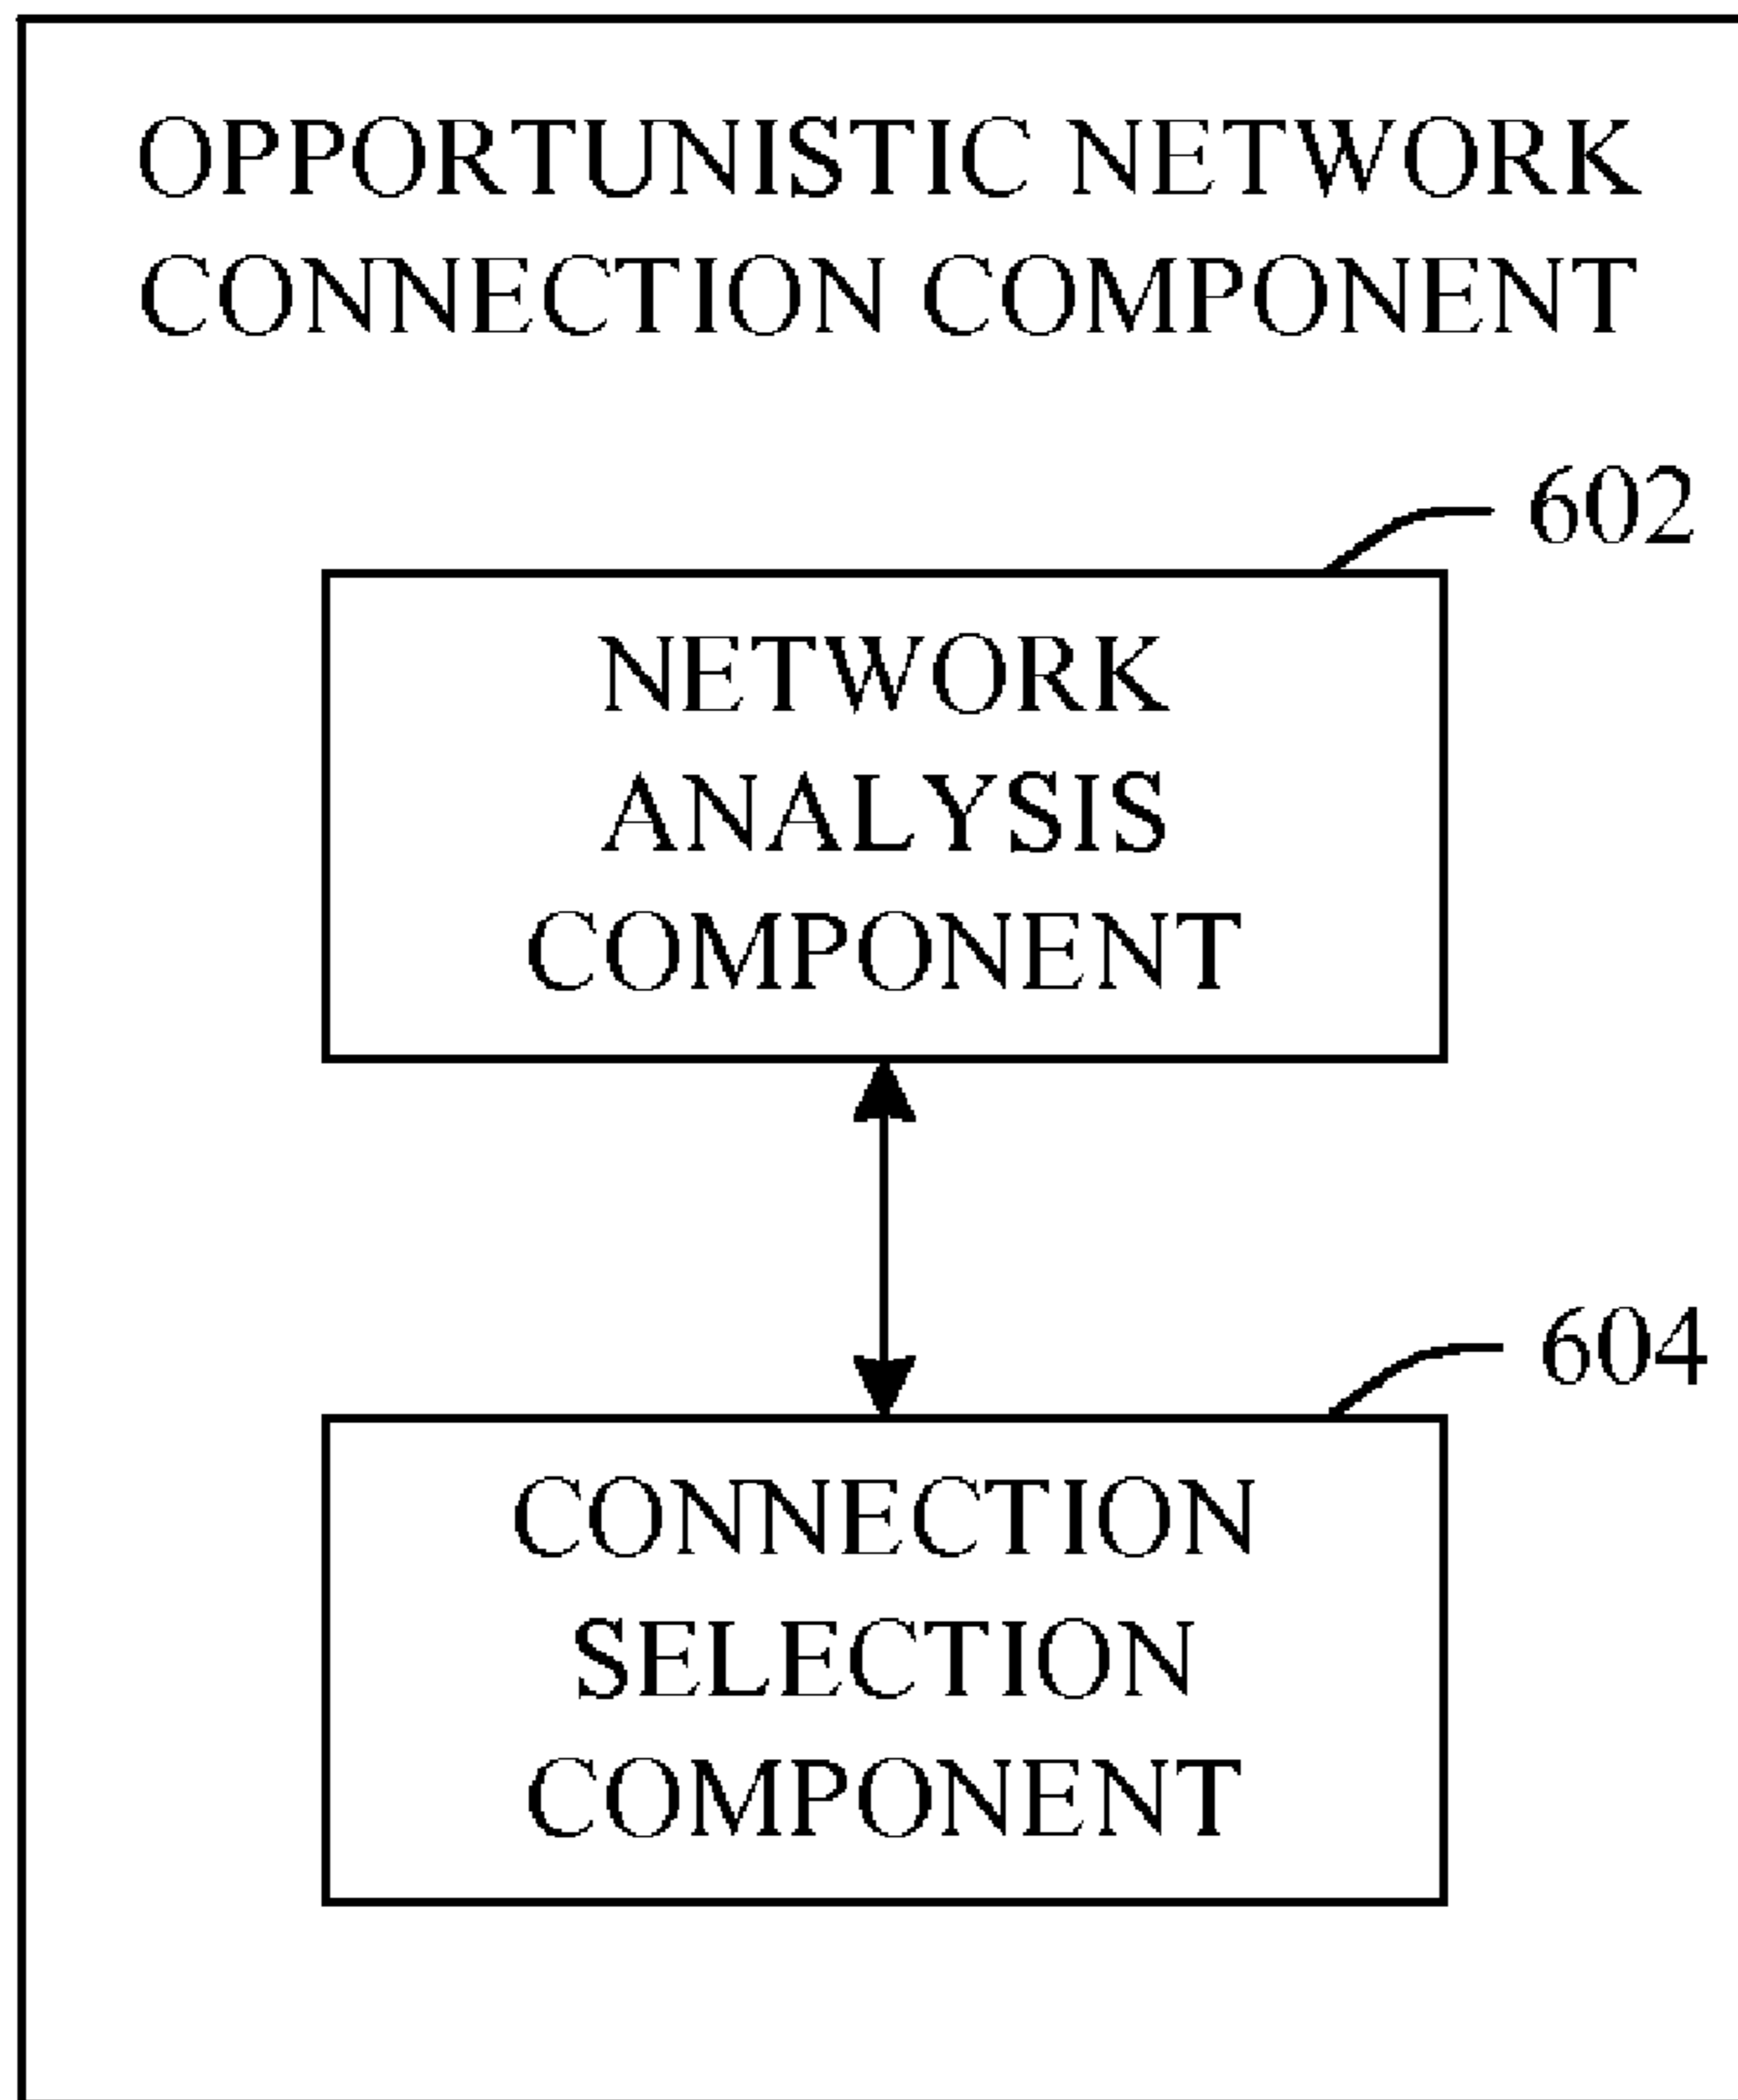 OPPORTUNISTIC NETWORK
CONNECTION COMPONENT
602
NETWORK
ANALYSIS
COMPONENT
604
CONNECTION
SELECTION
COMPONENT